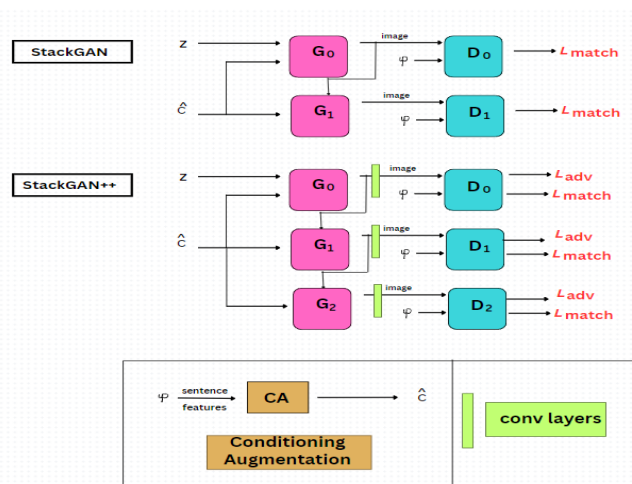 StackGAN
z
G₀
image
φ
D₀
L match
ĉ
G₁
image
φ
D₁
L match
StackGAN++
z
G₀
image
φ
D₀
L adv
L match
ĉ
G₁
image
φ
D₁
L adv
L match
G₂
image
φ
D₂
L adv
L match
φ
sentence
features
CA
ĉ
Conditioning
Augmentation
conv layers